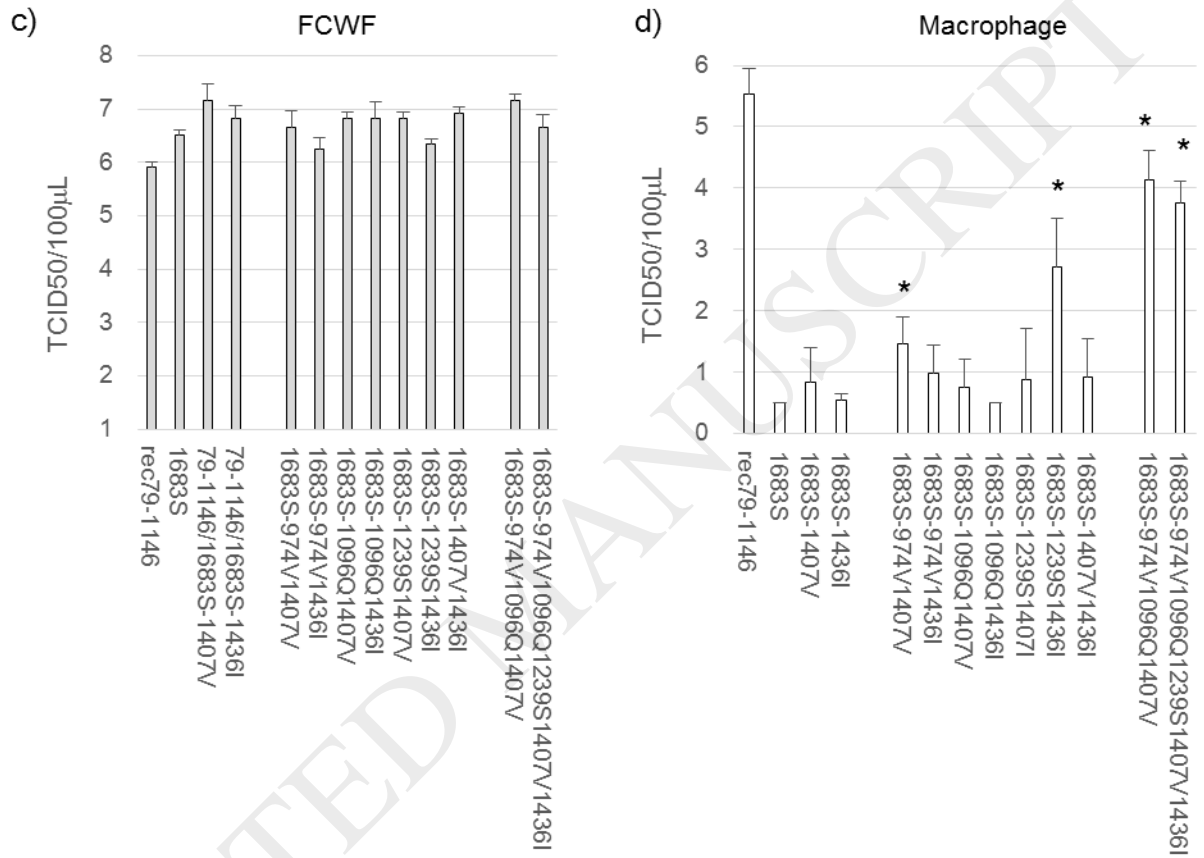 c)
FCWF
TCID50/100µL
8
7
6
5
4
3
2
1
rec79-1146
1683S
79-1146/1683S-1407V
79-1146/1683S-1436I
1683S-974V1407V
1683S-974V1436I
1683S-1096Q1407V
1683S-1096Q1436I
1683S-1239S1407V
1683S-1239S1436I
1683S-1407V1436I
1683S-974V1096Q1407V
1683S-974V1096Q1239S1407V1436I
d)
Macrophage
TCID50/100µL
6
5
4
3
2
1
0
*
*
*
*
rec79-1146
1683S
1683S-1407V
1683S-1436I
1683S-974V1407V
1683S-974V1436I
1683S-1096Q1407V
1683S-1096Q1436I
1683S-1239S1407I
1683S-1239S1436I
1683S-1407V1436I
1683S-974V1096Q1407V
1683S-974V1096Q1239S1407V1436I
TED MANUSCRIPT